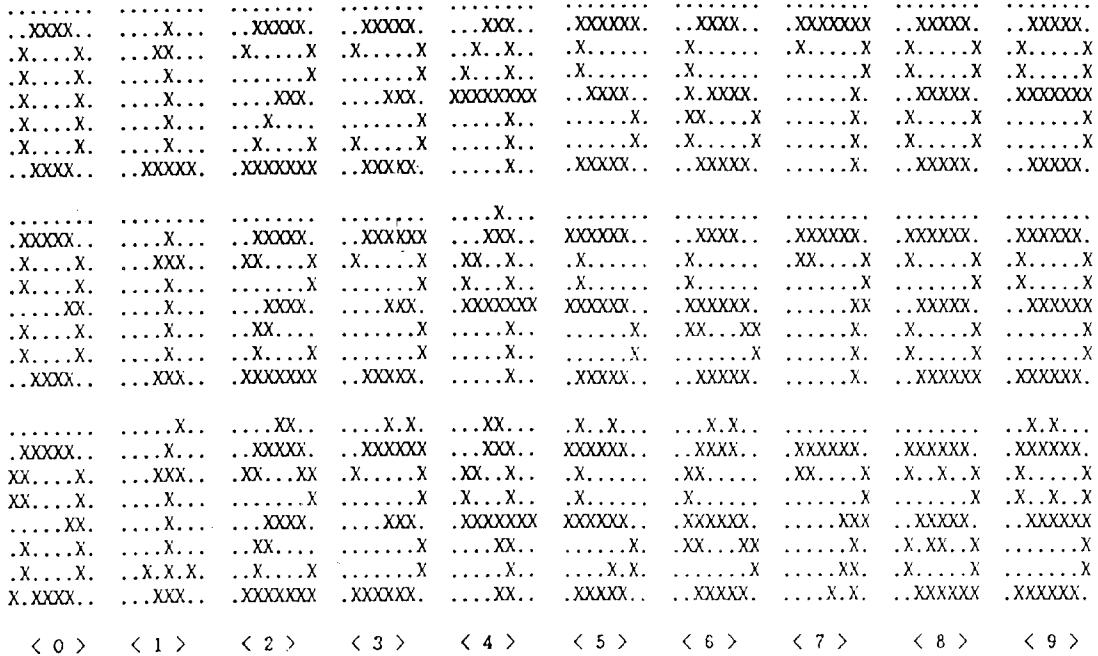 ........ ........ ........ ........ ........ ........ ........ ........ ........ ........
..XXXX.. ....X... ..XXXXX. ..XXXXX. ...XXX.. .XXXXXX. ..XXXX.. .XXXXXXX ..XXXXX. ..XXXXX.
.X....X. ...XX... .X.....X .X.....X ..X...X. .X...... .X...... .X.....X .X.....X .X.....X
.X....X. ....X... .......X .......X .X...X.. .X...... .X...... .......X .X.....X .X.....X
.X....X. ....X... ....XXX. ....XXX. XXXXXXXX ..XXXX.. .X.XXXX. ......X. ..XXXXX. .XXXXXXX
.X....X. ....X... ...X.... .......X .....X.. ......X. .XX....X ......X. .X.....X .......X
.X....X. ....X... ..X....X .X.....X .....X.. ......X. .X.....X ......X. .X.....X .......X
..XXXX.. ..XXXXX. .XXXXXXX ..XXXXX. .....X.. .XXXXX.. ..XXXXX. ......X. ..XXXXX. ..XXXXX.
........ ........ ........ ........ ....X... ........ ........ ........ ........ ........
.XXXXX.. ....X... ..XXXXX. ..XXXXXX ...XXX.. XXXXXX.. ..XXXX.. .XXXXXX. .XXXXXX. .XXXXXX.
.X....X. ...XXX.. .XX....X .X.....X .XX..X.. .X...... .X...... .XX....X .X.....X .X.....X
.X....X. ....X... .......X .......X .X...X.. .X...... .X...... .......X .......X .X.....X
.....XX. ....X... ...XXXX. ....XXX. .XXXXXXX XXXXXX.. .XXXXXX. ......XX ..XXXXX. ..XXXXXX
.X....X. ....X... ..XX.... .......X .....X.. ......X. .XX...XX ......X. .X.....X .......X
.X....X. ....X... ..X....X .......X .....X.. ......X. .......X ......X. .X.....X .......X
..XXXX.. ...XXX.. .XXXXXXX ..XXXXX. .....X.. .XXXXX.. ..XXXXX. ......X. ..XXXXXX .XXXXXX.
........ .....X.. ....XX.. ....X.X. ...XX... .X..X... ...X.X.. ........ ........ ..X.X...
.XXXXX.. ....X... ..XXXXX. ..XXXXXX ...XXX.. XXXXXX.. ..XXXX.. .XXXXXX. .XXXXXX. .XXXXXX.
XX....X. ...XXX.. .XX...XX .X.....X .XX..X.. .X...... .XX..... .XX....X .X..X..X .X.....X
XX....X. ....X... .......X .......X .X...X.. .X...... .X...... .......X .......X .X..X..X
.....XX. ....X... ...XXXX. ....XXX. .XXXXXXX XXXXXX.. .XXXXXX. .....XXX ..XXXXX. ..XXXXXX
.X....X. ....X... ..XX.... .......X ....XX.. ......X. .XX...XX ......X. .X.XX..X .......X
.X....X. ..X.X.X. ..X....X .......X .....X.. ....X.X. .......X .....XX. .X.....X .......X
X.XXXX.. ...XXX.. .XXXXXXX .XXXXXX. ....XX.. .XXXXX.. ..XXXXX. ....X.X. ..XXXXXX .XXXXXX.
< 0 > < 1 > < 2 > < 3 > < 4 > < 5 > < 6 > < 7 > < 8 > < 9 >